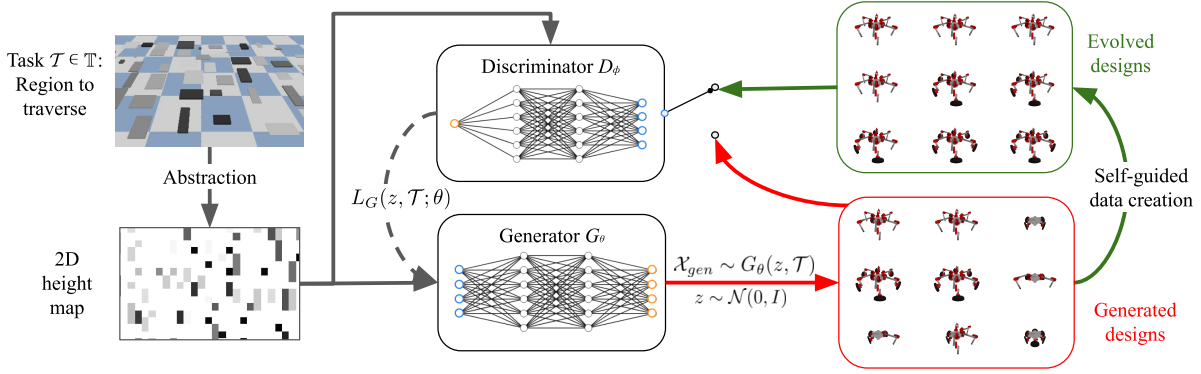 Task 𝒯 ∈ 𝕋:
Region to
traverse
Abstraction
2D
height
map
Discriminator D_ϕ
L_G(z, 𝒯; θ)
Generator G_θ
𝒳_gen ∼ G_θ(z, 𝒯)
z ∼ 𝒩(0, I)
Evolved
designs
Self-guided
data creation
Generated
designs